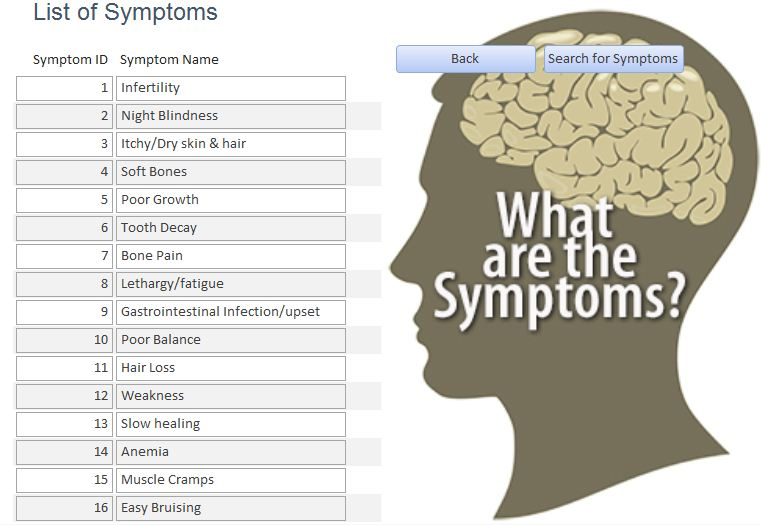 List of Symptoms
Symptom ID Symptom Name
1 Infertility
2 Night Blindness
3 Itchy/Dry skin & hair
4 Soft Bones
5 Poor Growth
6 Tooth Decay
7 Bone Pain
8 Lethargy/fatigue
9 Gastrointestinal Infection/upset
10 Poor Balance
11 Hair Loss
12 Weakness
13 Slow healing
14 Anemia
15 Muscle Cramps
16 Easy Bruising
Back
Search for Symptoms
What
are the
Symptoms?